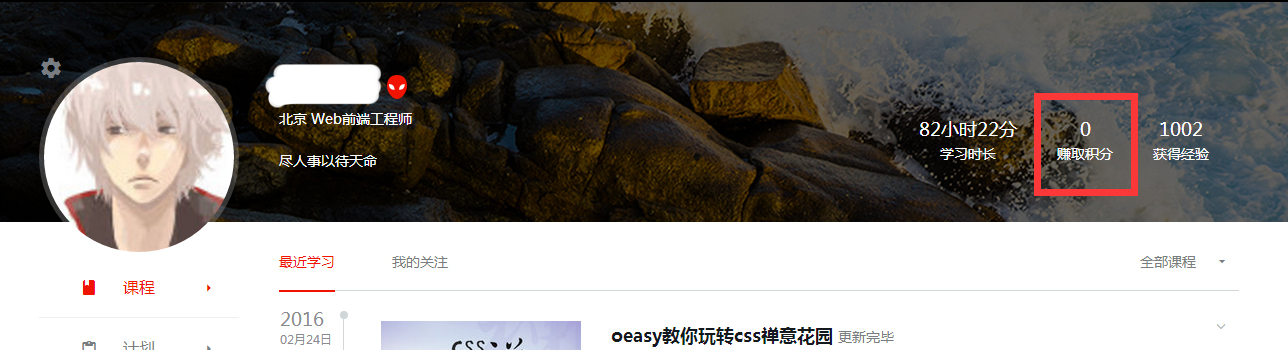 北京 Web前端工程师
尽人事以待天命
82小时22分 0 1002
学习时长 赚取积分 获得经验
课程
计划
最近学习 我的关注 全部课程
2016
02月24日
css
oeasy教你玩转css禅意花园 更新完毕